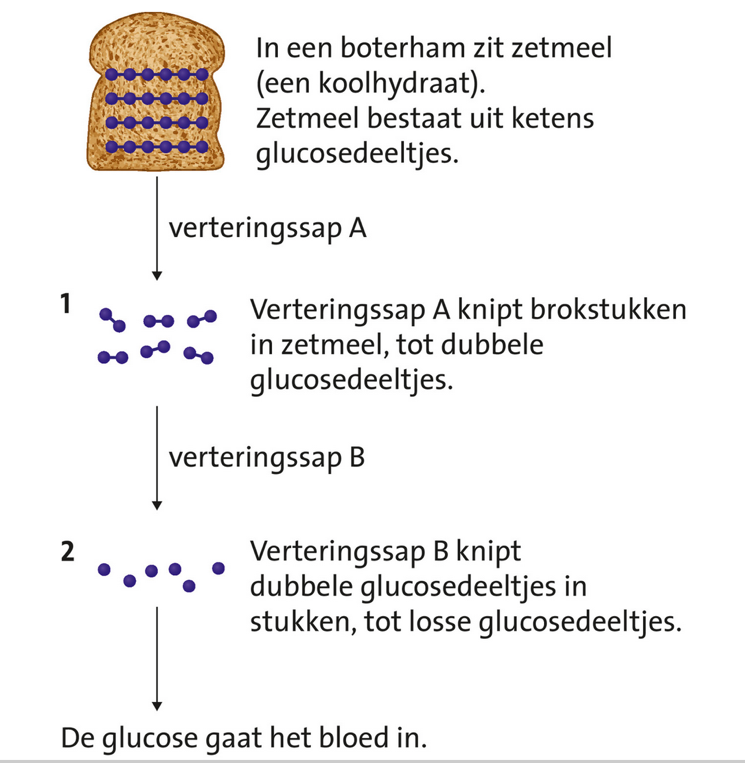 In een boterham zit zetmeel
(een koolhydraat).
Zetmeel bestaat uit ketens
glucosedeeltjes.
verteringssap A
1
Verteringssap A knipt brokstukken
in zetmeel, tot dubbele
glucosedeeltjes.
verteringssap B
2
Verteringssap B knipt
dubbele glucosedeeltjes in
stukken, tot losse glucosedeeltjes.
De glucose gaat het bloed in.